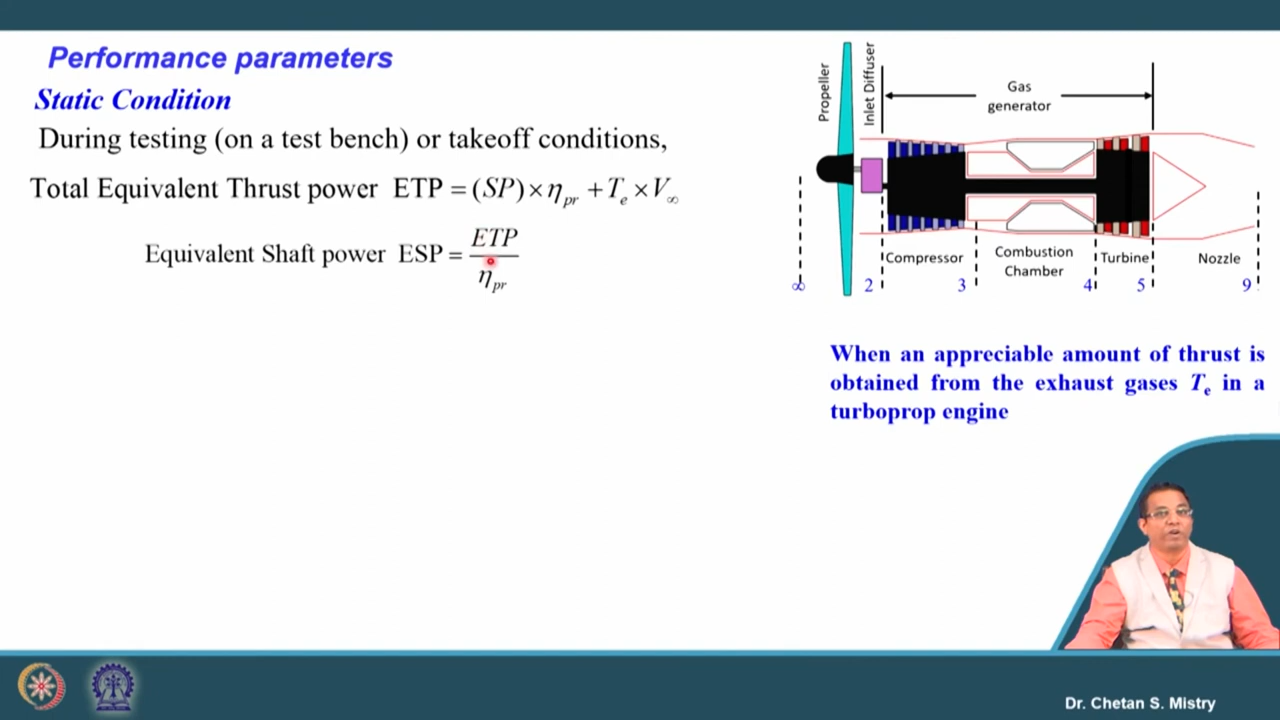 Performance parameters
Static Condition
During testing (on a test bench) or takeoff conditions,
Total Equivalent Thrust power ETP = (SP) × η_pr + T_e × V_∞
Equivalent Shaft power ESP = ETP / η_pr
Propeller
Inlet Diffuser
Gas
generator
Compressor
Combustion
Chamber
Turbine
Nozzle
∞ 2 3 4 5 9
When an appreciable amount of thrust is
obtained from the exhaust gases T_e in a
turboprop engine
Dr. Chetan S. Mistry